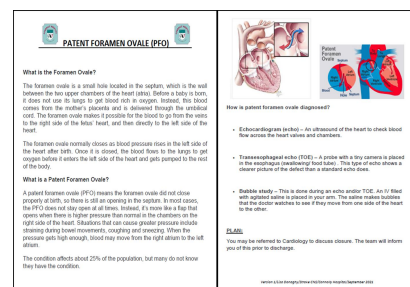 PATENT FORAMEN OVALE (PFO)
What is the Foramen Ovale?
The foramen ovale is a small hole located in the septum, which is the wall
between the two upper chambers of the heart (atria). Before a baby is born,
it does not use its lungs to get blood rich in oxygen. Instead, this blood
comes from the mother's placenta and is delivered through the umbilical
cord. The foramen ovale makes it possible for the blood to go from the veins
to the right side of the fetus' heart, and then directly to the left side of the
heart.
The foramen ovale normally closes as blood pressure rises in the left side of
the heart after birth. Once it is closed, the blood flows to the lungs to get
oxygen before it enters the left side of the heart and gets pumped to the rest
of the body.
What is a Patent Foramen Ovale?
A patent foramen ovale (PFO) means the foramen ovale did not close
properly at birth, so there is still an opening in the septum. In most cases,
the PFO does not stay open at all times. Instead, it's more like a flap that
opens when there is higher pressure than normal in the chambers on the
right side of the heart. Situations that can cause greater pressure include
straining during bowel movements, coughing and sneezing. When the
pressure gets high enough, blood may move from the right atrium to the left
atrium.
The condition affects about 25% of the population, but many do not know
they have the condition.
Patent
Foramen
Ovale
How is patent foramen ovale diagnosed?
• Echocardiogram (echo) – An ultrasound of the heart to check blood
flow across the heart valves and chambers.
• Transesophageal echo (TOE) – A probe with a tiny camera is placed
in the esophagus (swallowing/ food tube). This type of echo shows a
clearer picture of the defect than a standard echo does.
• Bubble study – This is done during an echo and/or TOE. An IV filled
with agitated saline is placed in your arm. The saline makes bubbles
that the doctor watches to see if they move from one side of the heart
to the other.
PLAN:
You may be referred to Cardiology to discuss closure. The team will inform
you of this prior to discharge.